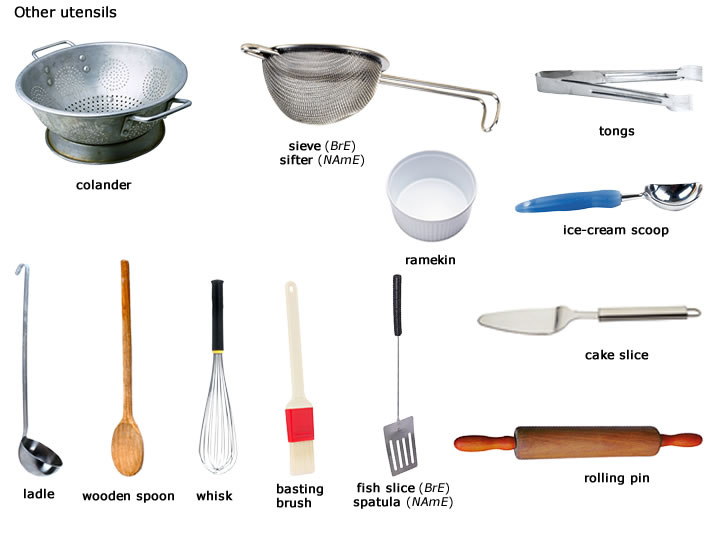 Other utensils
colander
sieve (BrE)
sifter (NAmE)
tongs
ramekin
ice-cream scoop
cake slice
ladle
wooden spoon
whisk
basting
brush
fish slice (BrE)
spatula (NAmE)
rolling pin